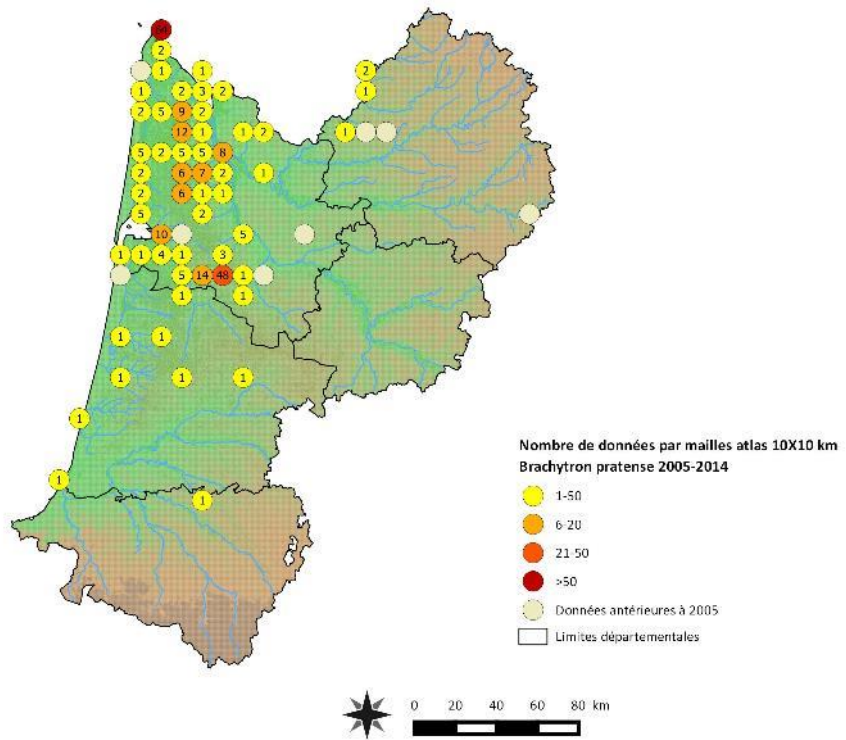 2
1 1 2
1 2 3 2 1
2 5 9 2
12 1 1 2 1
5 2 5 5 8
2 6 7 2 1
2 6 1 1
5 2
10 5
1 1 4 1 3
5 14 48 1
1 1
1 1
1 1 1
1
1
1
Nombre de données par mailles atlas 10X10 km
Brachytron pratense 2005-2014
1-50
6-20
21-50
>50
Données antérieures à 2005
Limites départementales
0 20 40 60 80 km